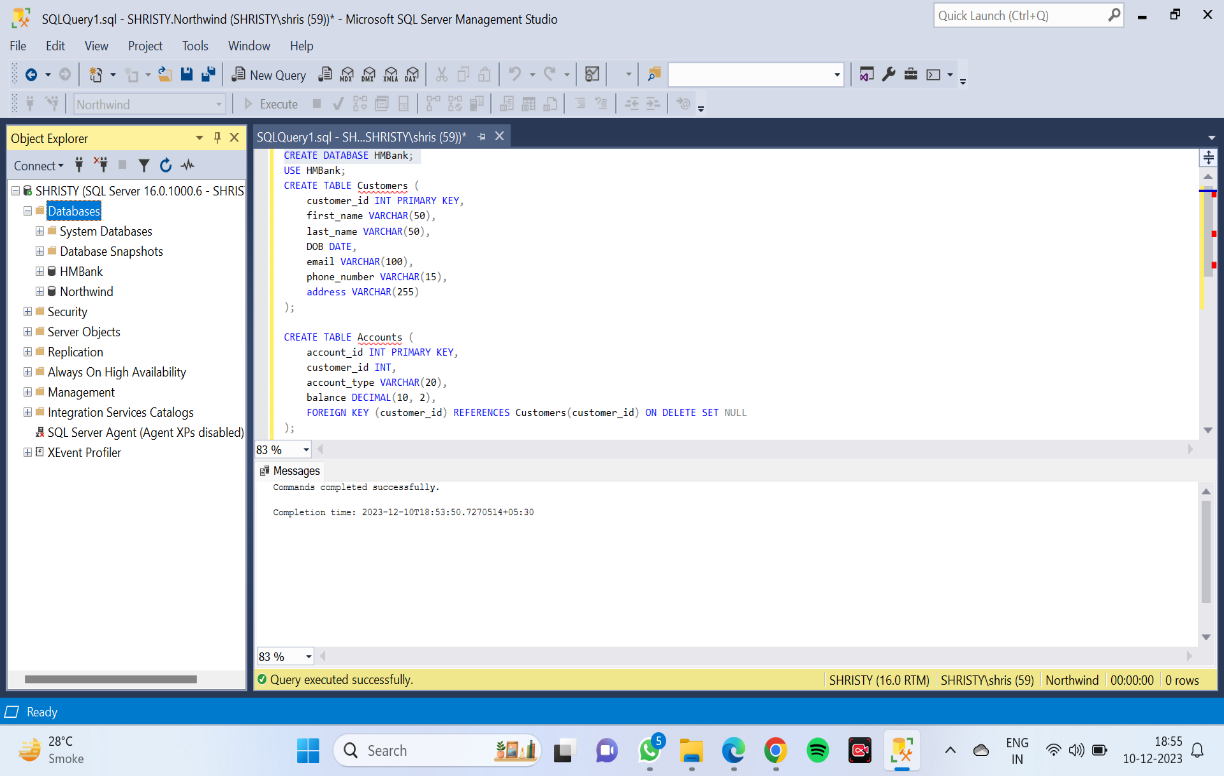 SQLQuery1.sql - SHRISTY.Northwind (SHRISTY\shris (59))* - Microsoft SQL Server Management Studio
Quick Launch (Ctrl+Q)
File Edit View Project Tools Window Help
New Query MDX DMX XMLA DAX
Northwind Execute
Object Explorer
SQLQuery1.sql - SH...SHRISTY\shris (59))*
Connect
SHRISTY (SQL Server 16.0.1000.6 - SHRIS
Databases
System Databases
Database Snapshots
HMBank
Northwind
Security
Server Objects
Replication
Always On High Availability
Management
Integration Services Catalogs
SQL Server Agent (Agent XPs disabled)
XEvent Profiler
CREATE DATABASE HMBank;
USE HMBank;
CREATE TABLE Customers (
customer_id INT PRIMARY KEY,
first_name VARCHAR(50),
last_name VARCHAR(50),
DOB DATE,
email VARCHAR(100),
phone_number VARCHAR(15),
address VARCHAR(255)
);
CREATE TABLE Accounts (
account_id INT PRIMARY KEY,
customer_id INT,
account_type VARCHAR(20),
balance DECIMAL(10, 2),
FOREIGN KEY (customer_id) REFERENCES Customers(customer_id) ON DELETE SET NULL
);
83 %
Messages
Commands completed successfully.
Completion time: 2023-12-10T18:53:50.7270514+05:30
83 %
Query executed successfully.
SHRISTY (16.0 RTM) SHRISTY\shris (59) Northwind 00:00:00 0 rows
Ready
28°C
Smoke
Search
5
ENG
IN
18:55
10-12-2023